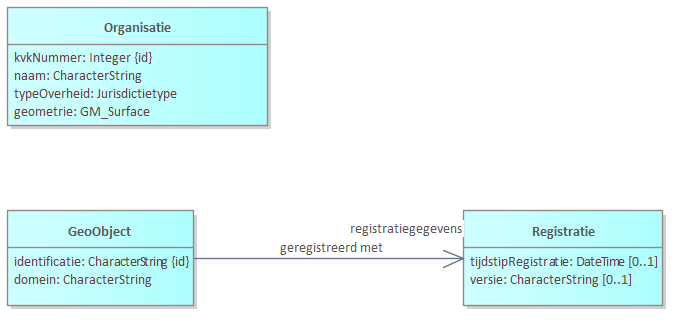 Organisatie
kvkNummer: Integer {id}
naam: CharacterString
typeOverheid: Jurisdictietype
geometrie: GM_Surface
GeoObject
identificatie: CharacterString {id}
domein: CharacterString
registratiegegevens
geregistreerd met
Registratie
tijdstipRegistratie: DateTime [0..1]
versie: CharacterString [0..1]